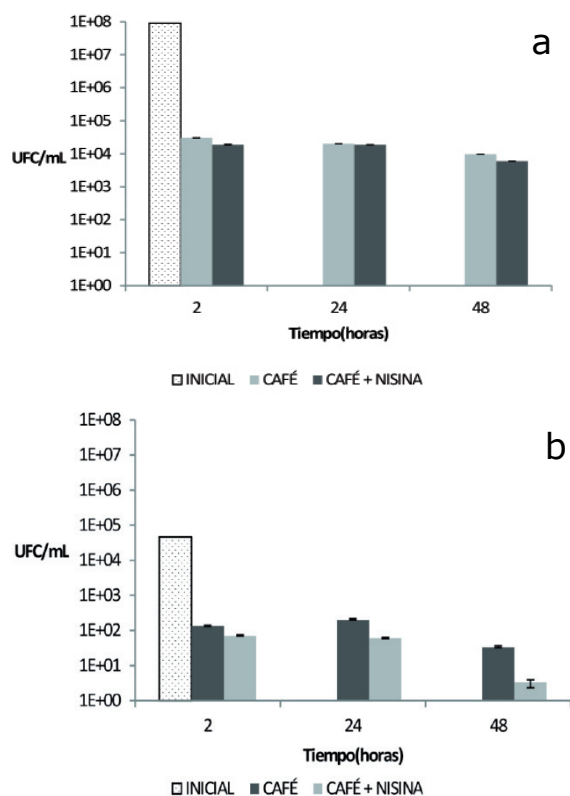 a
1E+08
1E+07
1E+06
1E+05
UFC/mL
1E+04
1E+03
1E+02
1E+01
1E+00
2 24 48
Tiempo(horas)
INICIAL CAFÉ CAFÉ + NISINA
b
1E+08
1E+07
1E+06
1E+05
UFC/mL
1E+04
1E+03
1E+02
1E+01
1E+00
2 24 48
Tiempo(horas)
INICIAL CAFÉ CAFÉ + NISINA